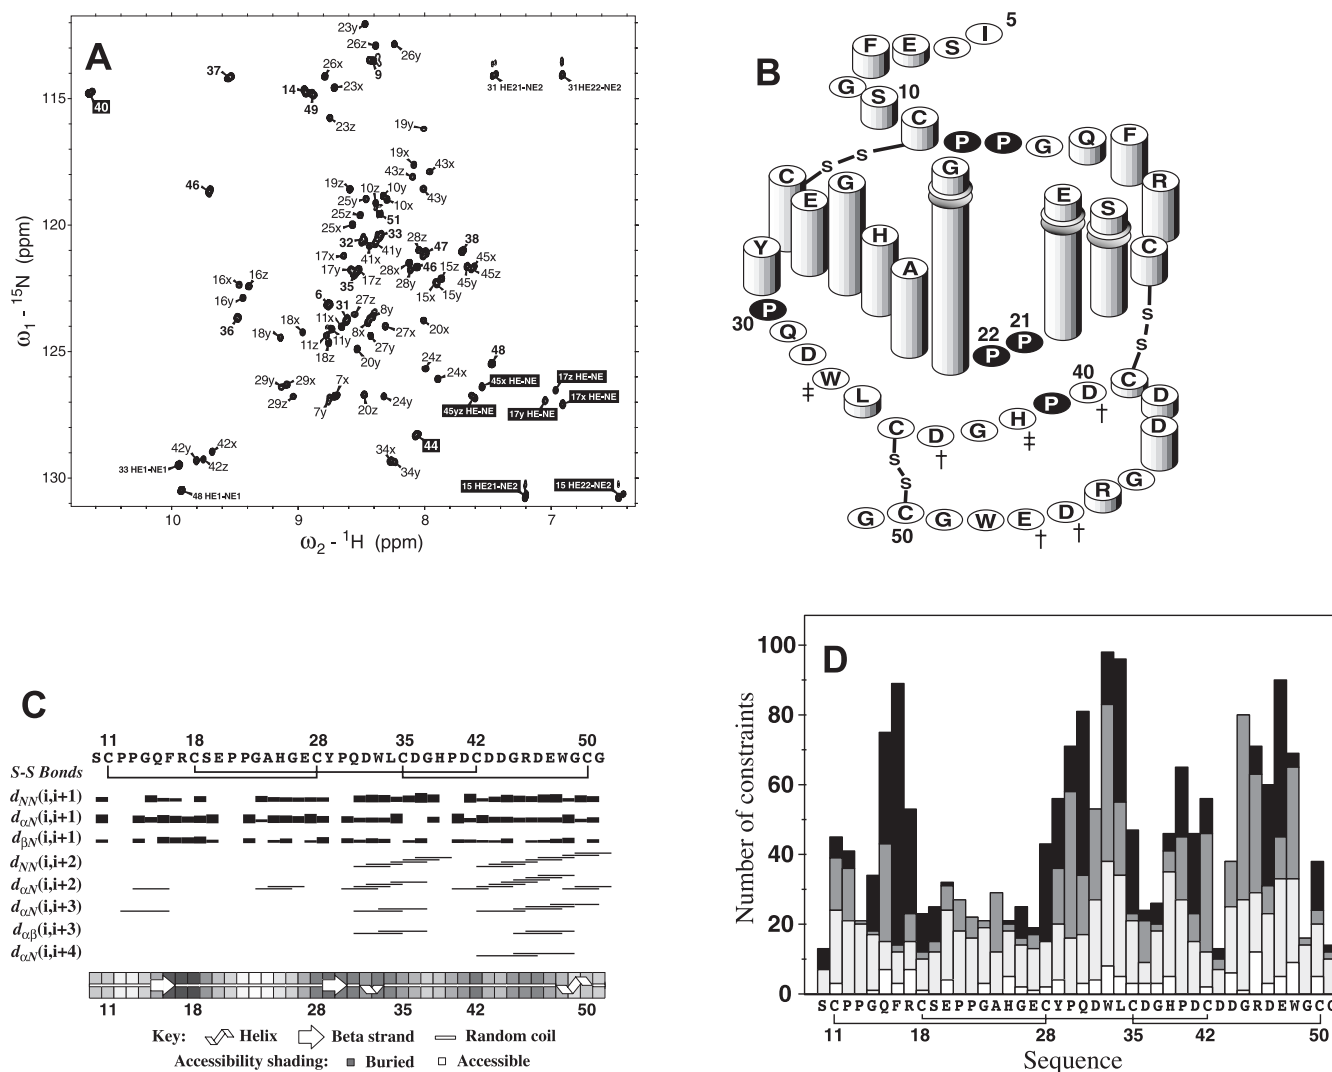 A
115
120
125
130
ω1 - 15N (ppm)
10
9
8
7
ω2 - 1H (ppm)
23y
26z
26y
9
37
26x
31 HE21-NE2
31HE22-NE2
40
14
23x
49
23z
19y
19x
43x
43z
46
19z
10z
10y
43y
25y
10x
25z
51
25x
33
32
41y
28z
47
38
17x
41x
45x
17y
28x
46
15z
45z
16x
16z
35
17z
28y
45y
15x
15y
16y
6
31
27z
8y
36
18x
11x
8x
27x
20x
18y
11z
11y
27y
18z
20y
48
24z
24x
45x HE-NE
17z HE-NE
29y
29x
7x
17x HE-NE
29z
7y
20z
24y
45yz HE-NE
17y HE-NE
44
42y
42x
42z
34x
34y
33 HE1-NE1
48 HE1-NE1
15 HE21-NE2
15 HE22-NE2
B
F E S I 5
G S 10
C P P G Q F
S S
C E G G E S R
Y H A C
P 30
22 21
P P
S S
Q D W L
‡
C D G H P D C D
40
† ‡ †
D
S S
G C G W E D R G
50
† †
C
11 18 28 35 42 50
SCPPGQFRCSEPPGAHGECYPQDWLCDGHPDCDDGRDEWGCG
S-S Bonds
dNN(i,i+1)
dαN(i,i+1)
dβN(i,i+1)
dNN(i,i+2)
dαN(i,i+2)
dαN(i,i+3)
dαβ(i,i+3)
dαN(i,i+4)
11 18 28 35 42 50
Key: Helix Beta strand Random coil
Accessibility shading: Buried Accessible
D
100
80
60
40
20
0
Number of constraints
SCPPGQFRCSEPPGAHGECYPQDWLCDGHPDCDDGRDEWGCG
11 18 28 35 42 50
Sequence